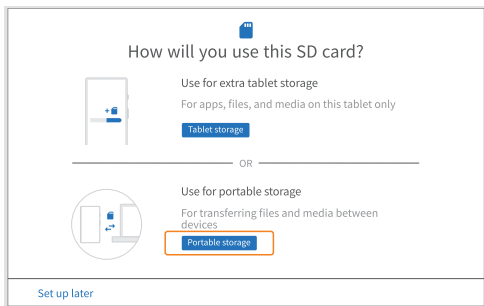 How will you use this SD card?
Use for extra tablet storage
For apps, files, and media on this tablet only
Tablet storage
OR
Use for portable storage
For transferring files and media between
devices
Portable storage
Set up later